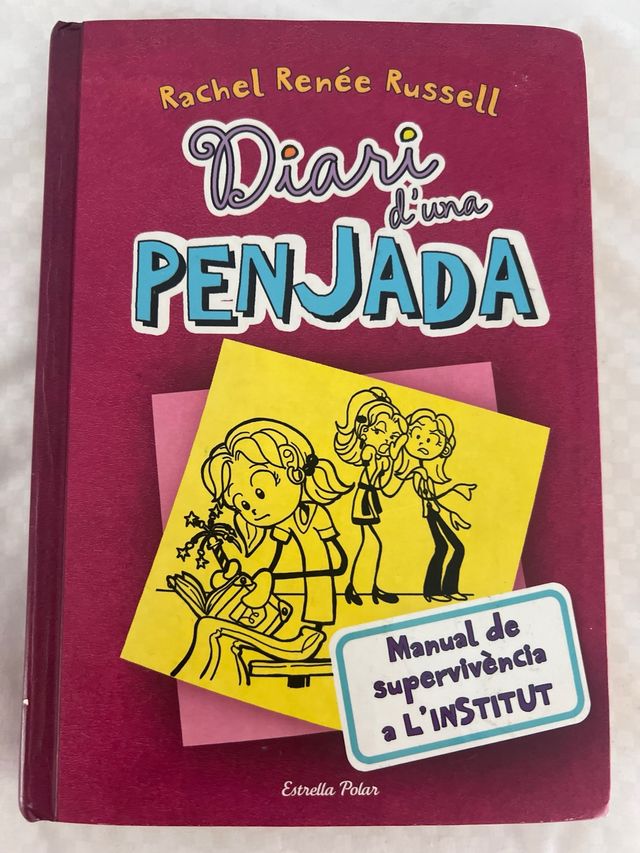 Rachel Renée Russell
Diari
d'una
PENJADA
Manual de
supervivència
a L'INSTITUT
Estrella Polar